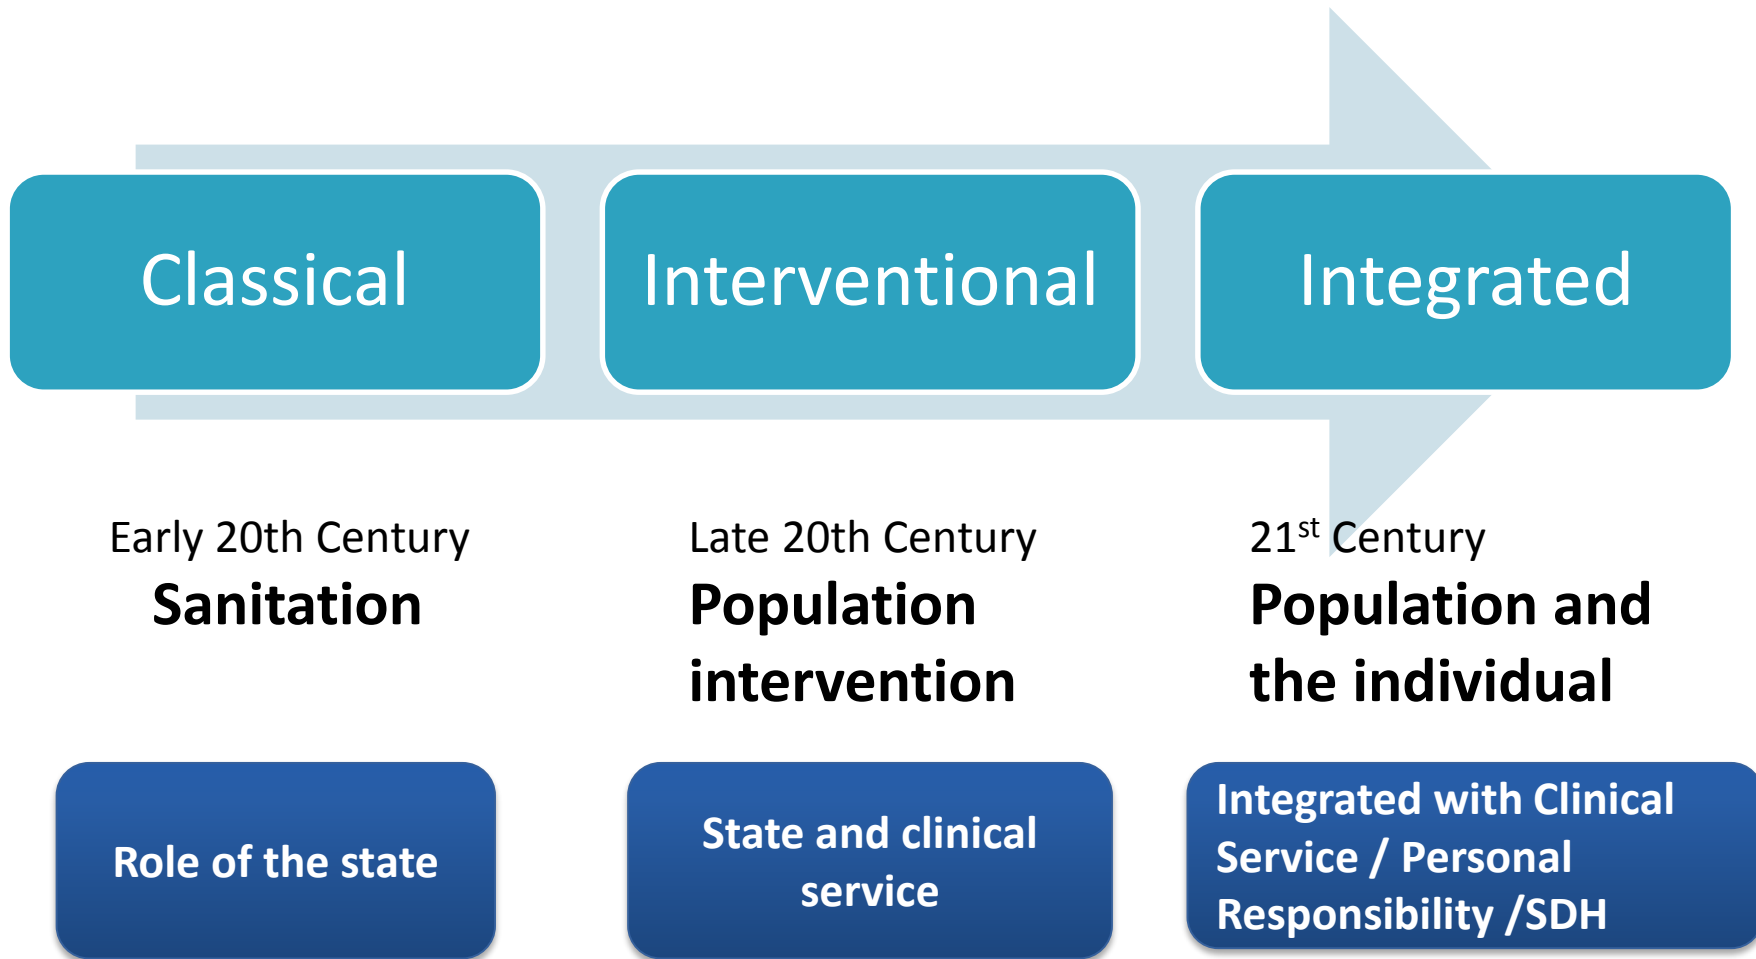 Classical
Interventional
Integrated
Early 20th Century
Sanitation
Late 20th Century
Population
intervention
21st Century
Population and
the individual
Role of the state
State and clinical
service
Integrated with Clinical
Service / Personal
Responsibility /SDH